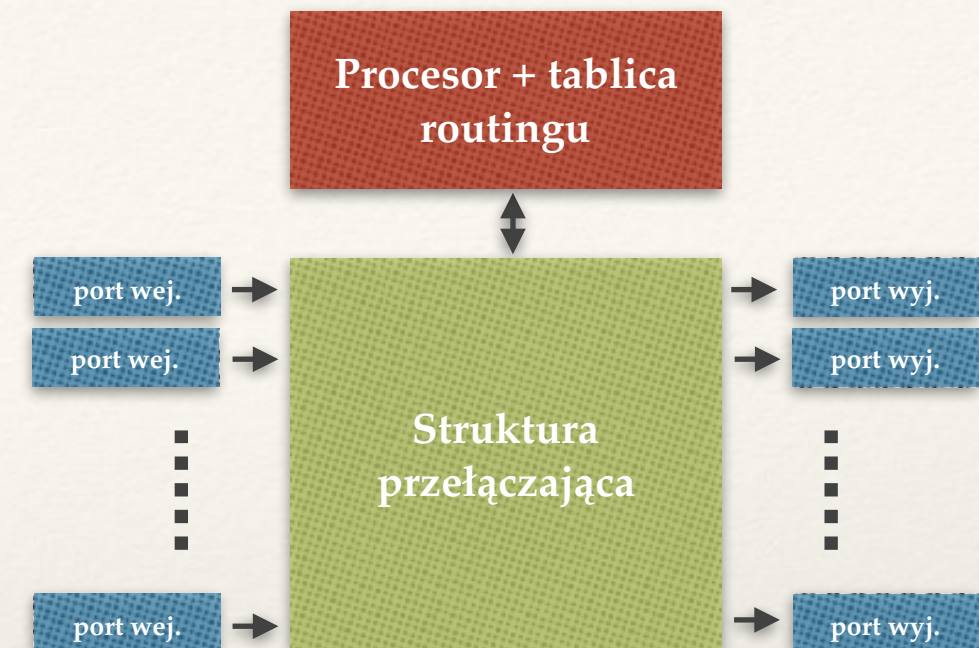 Procesor + tablica
routingu
port wej.
port wyj.
port wej.
port wyj.
Struktura
przełączająca
port wej.
port wyj.